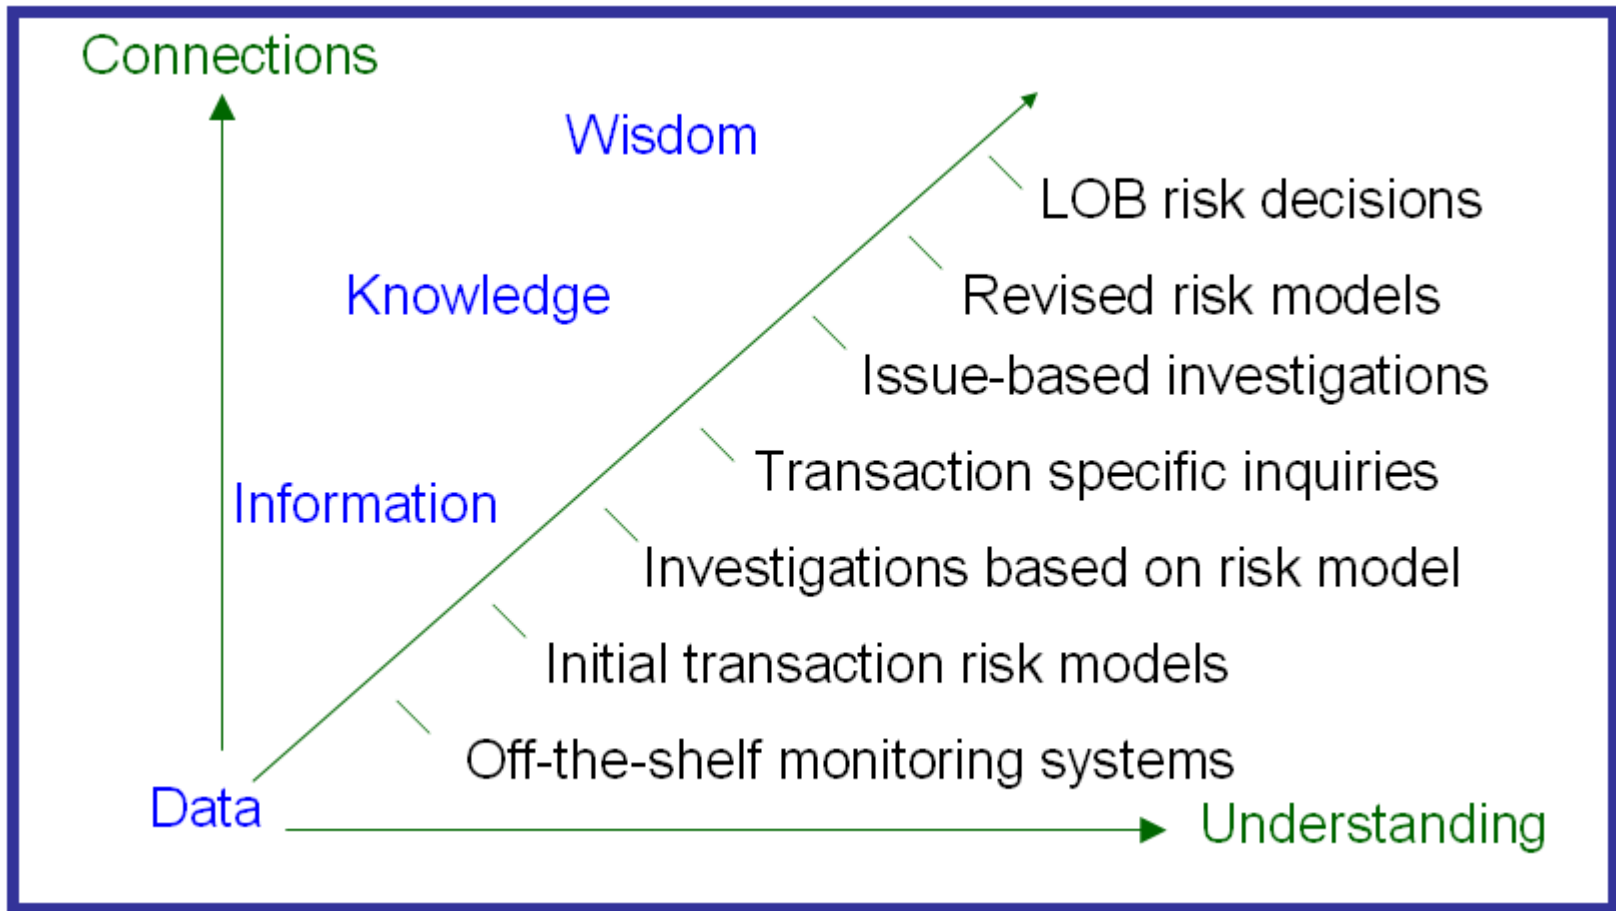 Connections
Wisdom
LOB risk decisions
Knowledge
Revised risk models
Issue-based investigations
Transaction specific inquiries
Information
Investigations based on risk model
Initial transaction risk models
Off-the-shelf monitoring systems
Data
Understanding